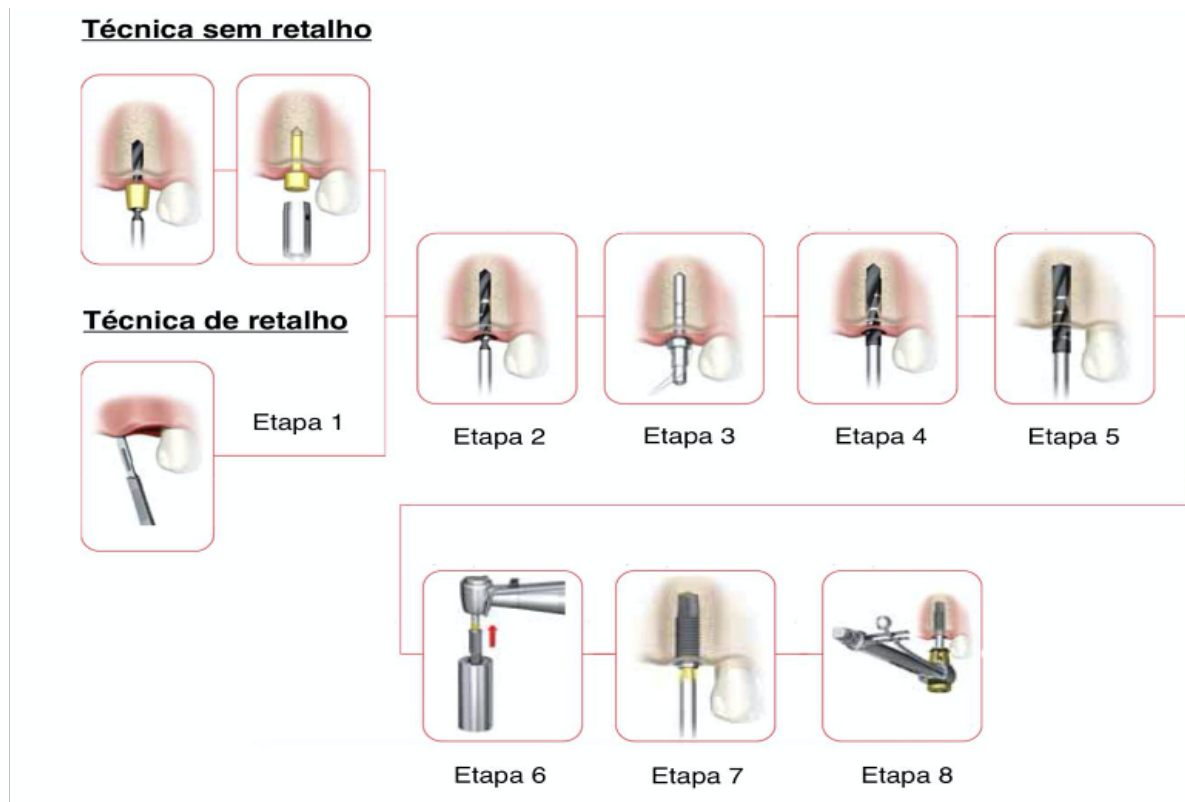 Técnica sem retalho
Técnica de retalho
Etapa 1
Etapa 2
Etapa 3
Etapa 4
Etapa 5
Etapa 6
Etapa 7
Etapa 8